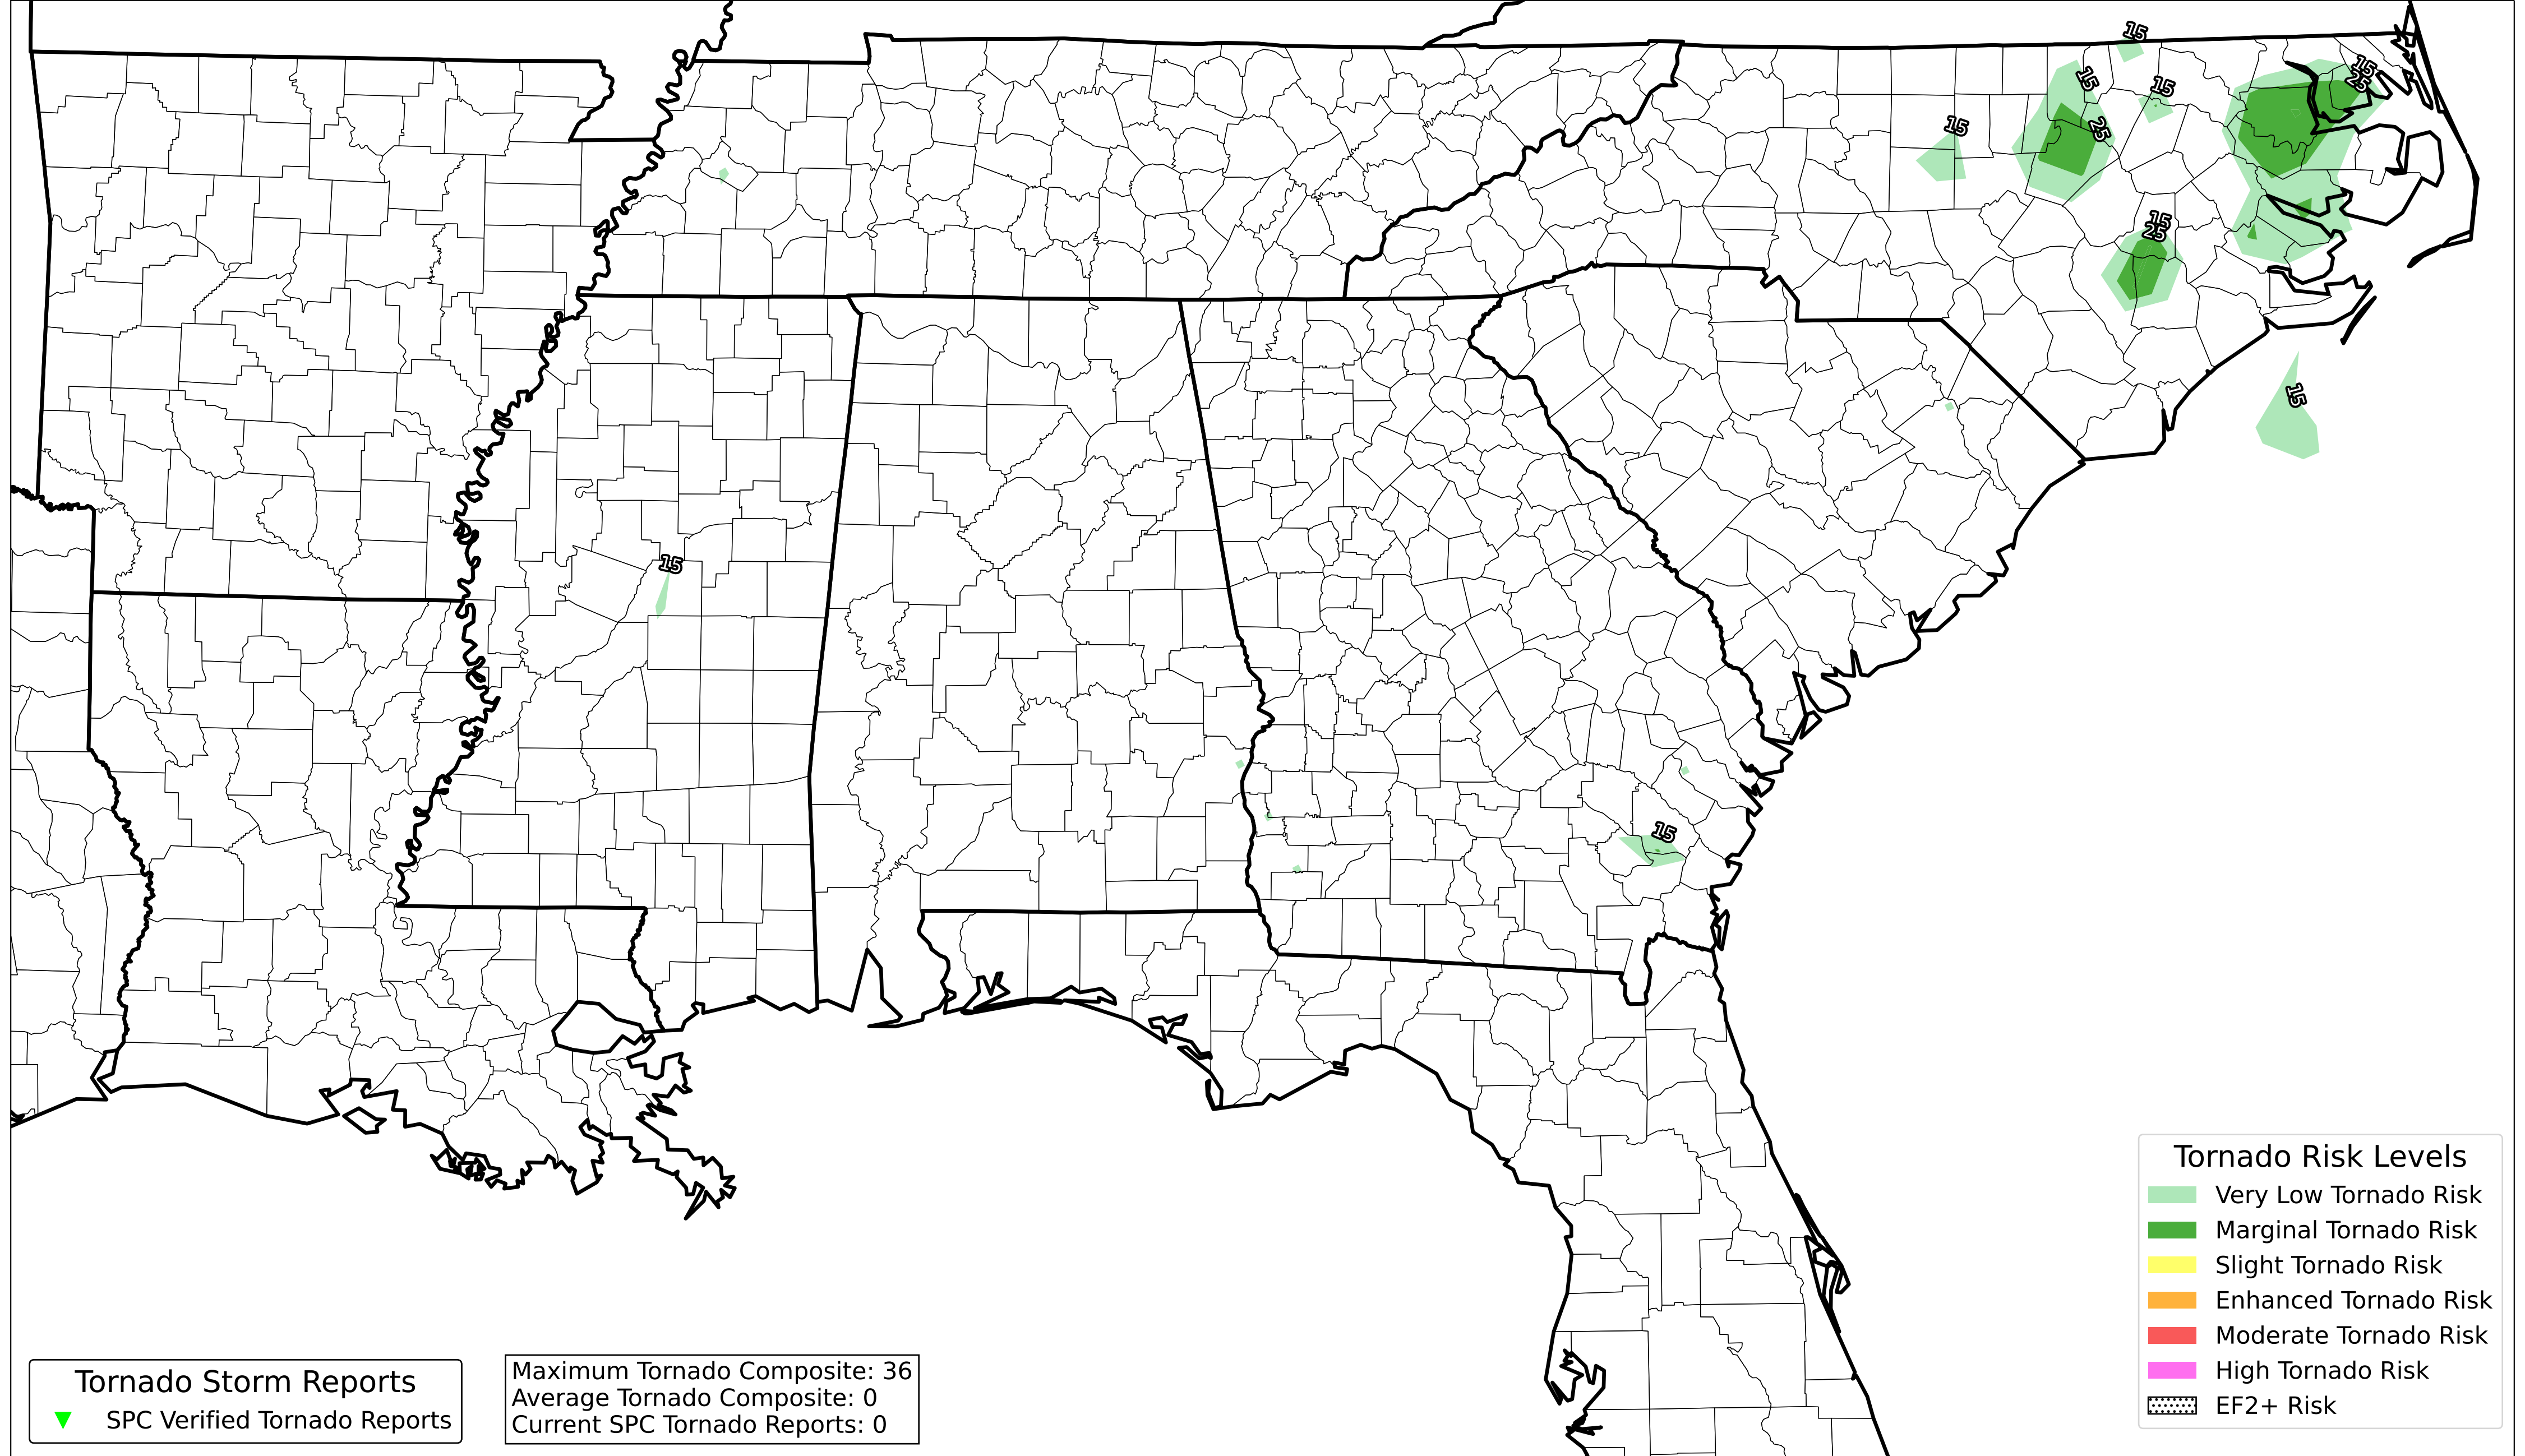 15
15
25
15
15
25
15
15
25
15
15
15
Tornado Risk Levels
Very Low Tornado Risk
Marginal Tornado Risk
Slight Tornado Risk
Enhanced Tornado Risk
Moderate Tornado Risk
High Tornado Risk
EF2+ Risk
Tornado Storm Reports
SPC Verified Tornado Reports
Maximum Tornado Composite: 36
Average Tornado Composite: 0
Current SPC Tornado Reports: 0